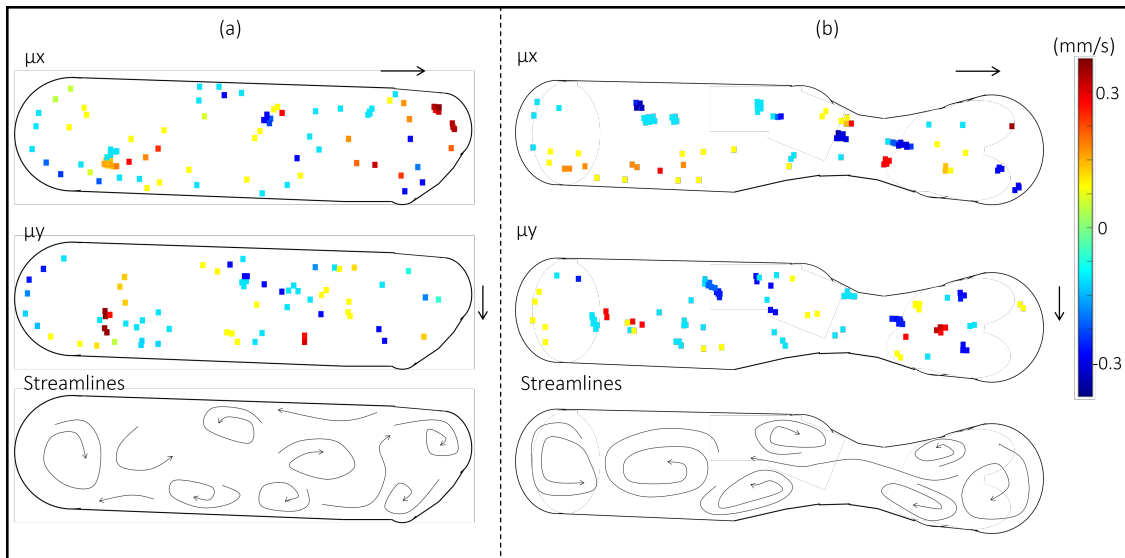 (a)
(b)
μx
μx
(mm/s)
0.3
0
-0.3
μy
μy
Streamlines
Streamlines